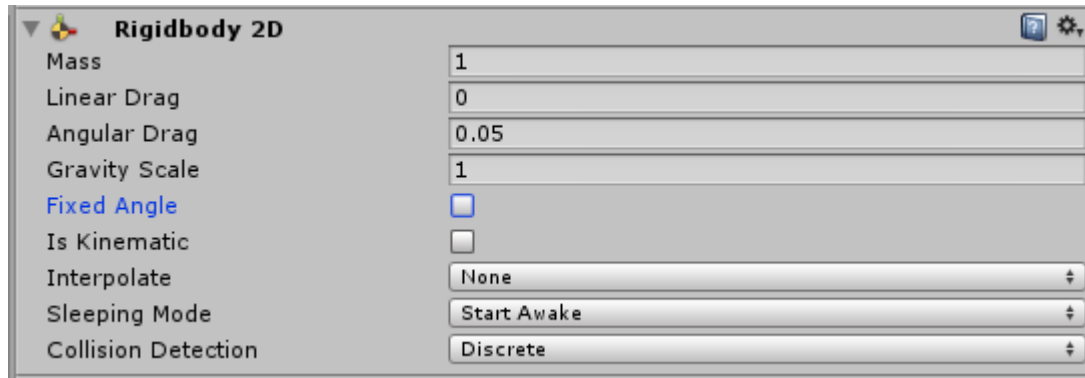 Rigidbody 2D
Mass 1
Linear Drag 0
Angular Drag 0.05
Gravity Scale 1
Fixed Angle
Is Kinematic
Interpolate None
Sleeping Mode Start Awake
Collision Detection Discrete